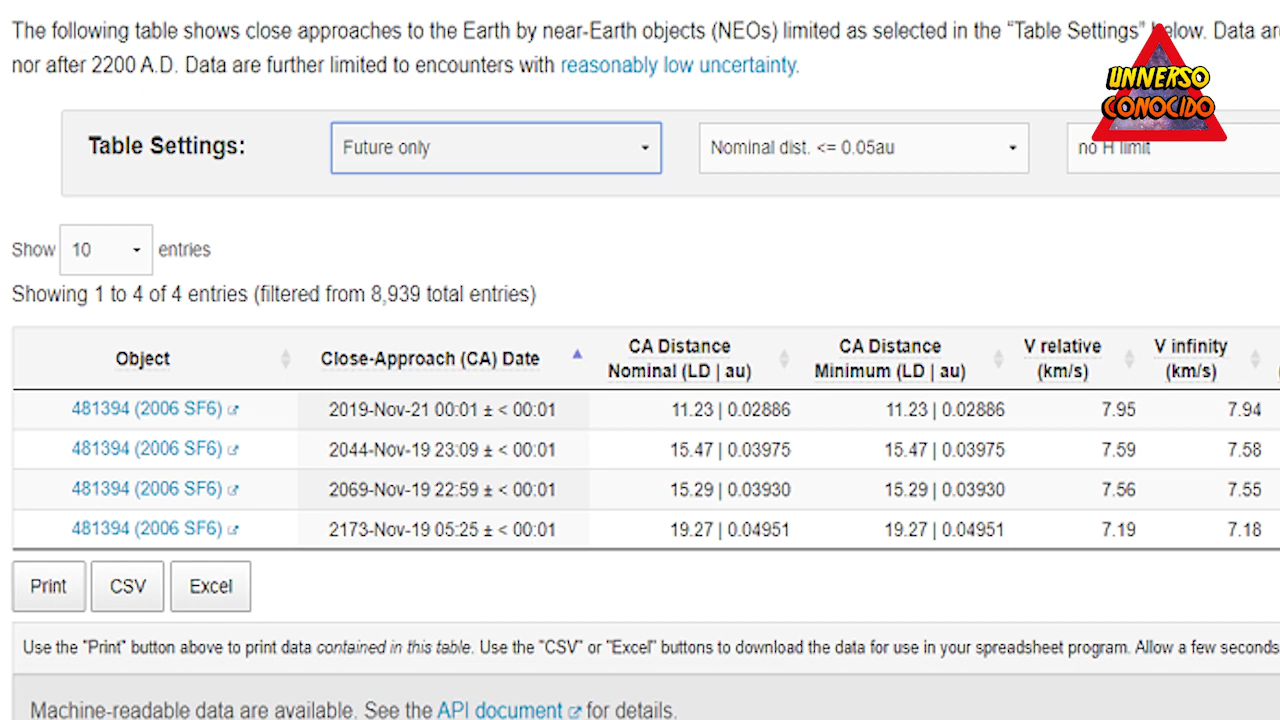 The following table shows close approaches to the Earth by near-Earth objects (NEOs) limited as selected in the "Table Settings" below. Data are
nor after 2200 A.D. Data are further limited to encounters with reasonably low uncertainty.
UNIVERSO
CONOCIDO
Table Settings: Future only Nominal dist. <= 0.05au no H limit
Show 10 entries
Showing 1 to 4 of 4 entries (filtered from 8,939 total entries)
Object Close-Approach (CA) Date CA Distance Nominal (LD | au) CA Distance Minimum (LD | au) V relative (km/s) V infinity (km/s)
481394 (2006 SF6) 2019-Nov-21 00:01 ± < 00:01 11.23 | 0.02886 11.23 | 0.02886 7.95 7.94
481394 (2006 SF6) 2044-Nov-19 23:09 ± < 00:01 15.47 | 0.03975 15.47 | 0.03975 7.59 7.58
481394 (2006 SF6) 2069-Nov-19 22:59 ± < 00:01 15.29 | 0.03930 15.29 | 0.03930 7.56 7.55
481394 (2006 SF6) 2173-Nov-19 05:25 ± < 00:01 19.27 | 0.04951 19.27 | 0.04951 7.19 7.18
Print CSV Excel
Use the "Print" button above to print data contained in this table. Use the "CSV" or "Excel" buttons to download the data for use in your spreadsheet program. Allow a few seconds
Machine-readable data are available. See the API document for details.